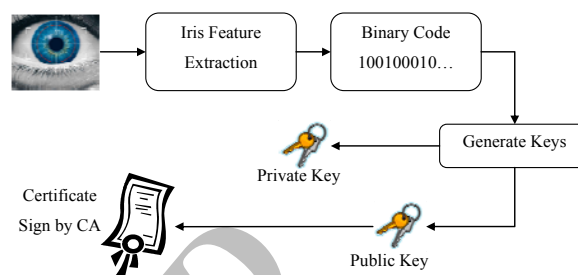 Iris Feature
Extraction
Binary Code
100100010…
Generate Keys
Private Key
Certificate
Sign by CA
Public Key